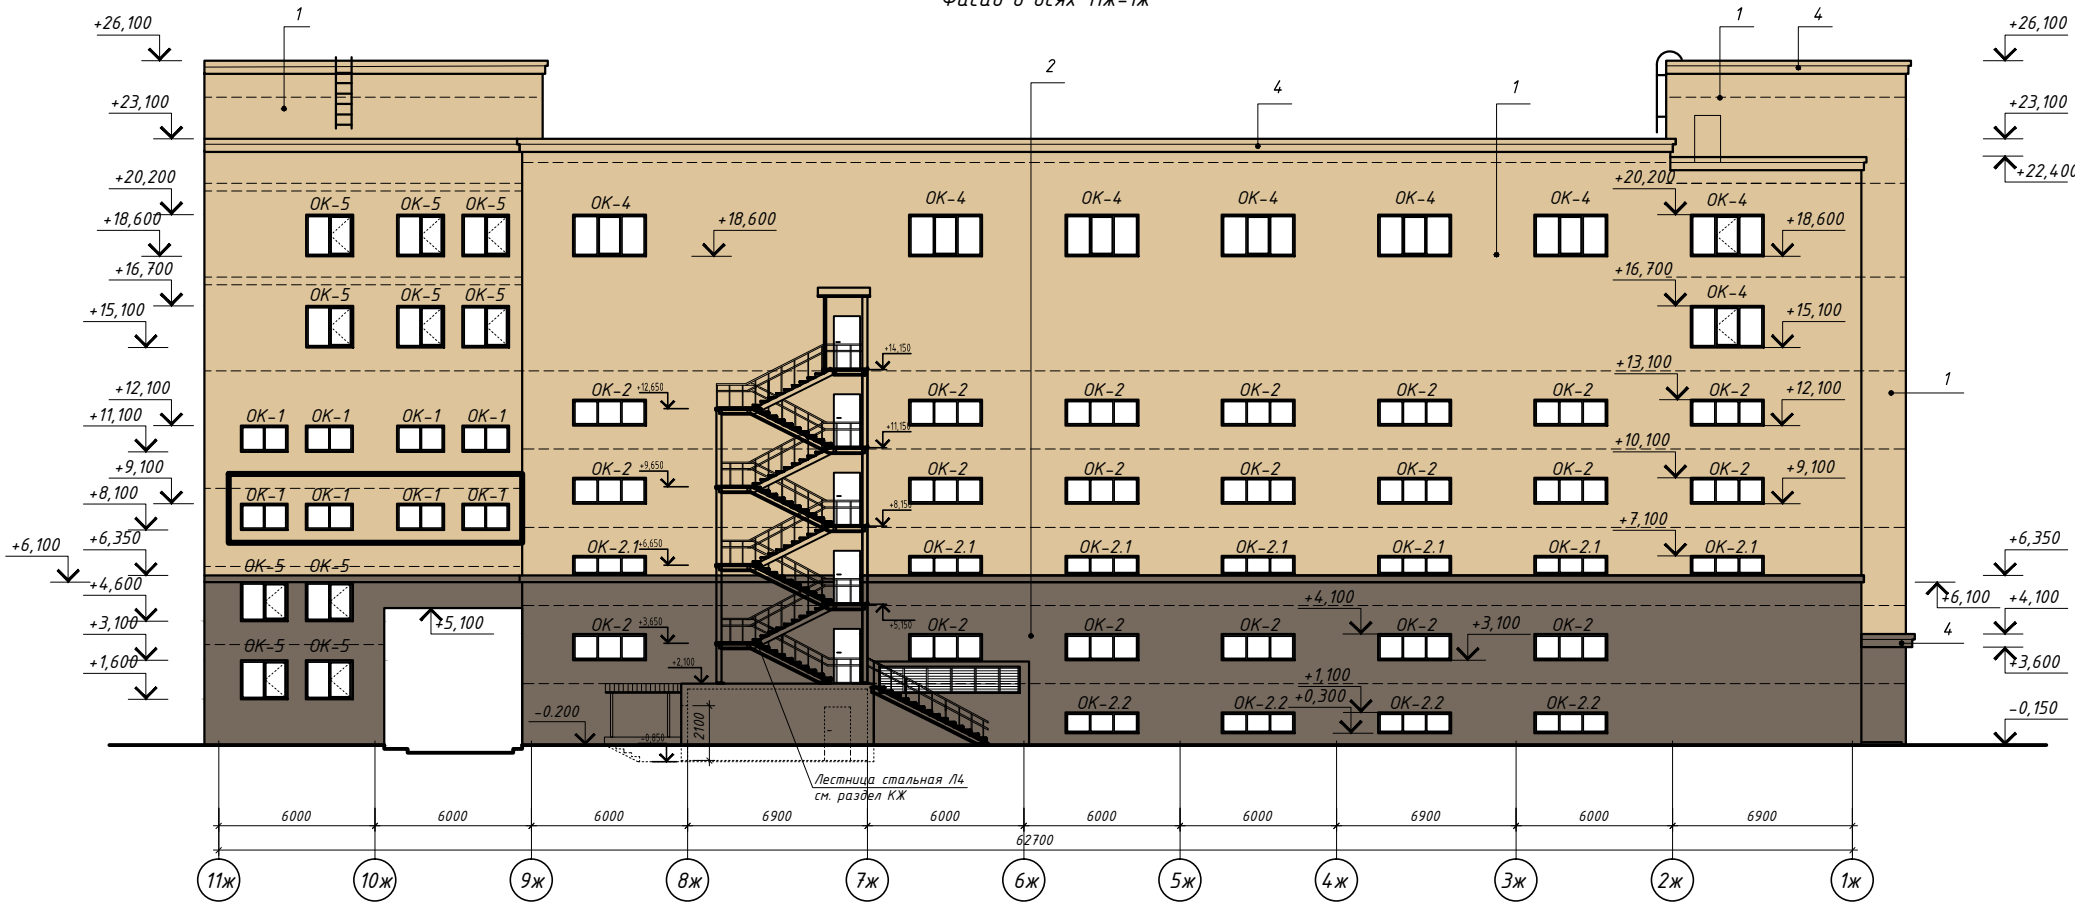 Фасад в осях 11ж-1ж
+26,100 1 1 4 +26,100
2
+23,100 4 1 +23,100
+22,400
+20,200 ОК-5 ОК-5 ОК-5 ОК-4 ОК-4 ОК-4 ОК-4 ОК-4 ОК-4 +20,200 ОК-4
+18,600 +18,600 +18,600
+16,700 ОК-5 ОК-5 ОК-5 +16,700 ОК-4
+15,100 +15,100
+14,150
+13,100
+12,100 ОК-2 +12,650 ОК-2 ОК-2 ОК-2 ОК-2 ОК-2 ОК-2 +12,100 1
+11,100 ОК-1 ОК-1 ОК-1 ОК-1 +11,150
+10,100
+9,100 ОК-2 +9,650 ОК-2 ОК-2 ОК-2 ОК-2 ОК-2 ОК-2 +9,100
+8,100 ОК-1 ОК-1 ОК-1 ОК-1 +8,150
+7,100
+6,100 +6,350 ОК-2.1 +6,650 ОК-2.1 ОК-2.1 ОК-2.1 ОК-2.1 ОК-2.1 ОК-2.1 +6,350
ОК-5 ОК-5
+4,600 +4,100 +6,100 +4,100
+3,100 +5,100 ОК-2 +3,650 +5,150 ОК-2 ОК-2 ОК-2 ОК-2 +3,100 ОК-2 4
ОК-5 ОК-5
+1,600 +2,100 +1,100 +3,600
+0,300
-0.200 2100 ОК-2.2 ОК-2.2 ОК-2.2 ОК-2.2 -0,150
-0,850
Лестница стальная Л4
см. раздел КЖ
6000 6000 6000 6900 6000 6000 6000 6900 6000 6900
62700
11ж 10ж 9ж 8ж 7ж 6ж 5ж 4ж 3ж 2ж 1ж